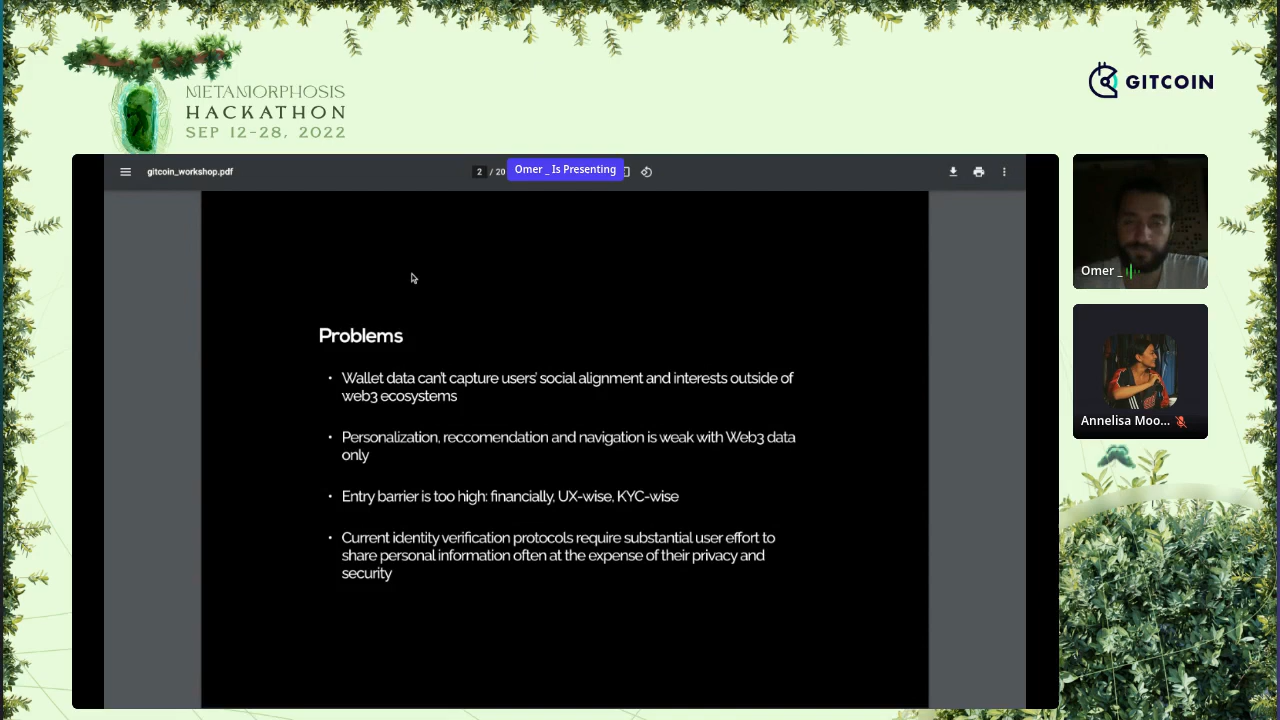 METAMORPHOSIS
HACKATHON
SEP 12-28, 2022
GITCOIN
gitcoin_workshop.pdf
2 / 20
Omer _ Is Presenting
Problems
• Wallet data can't capture users' social alignment and interests outside of
web3 ecosystems
• Personalization, reccomendation and navigation is weak with Web3 data
only
• Entry barrier is too high: financially, UX-wise, KYC-wise
• Current identity verification protocols require substantial user effort to
share personal information often at the expense of their privacy and
security
Omer _
Annelisa Moo...